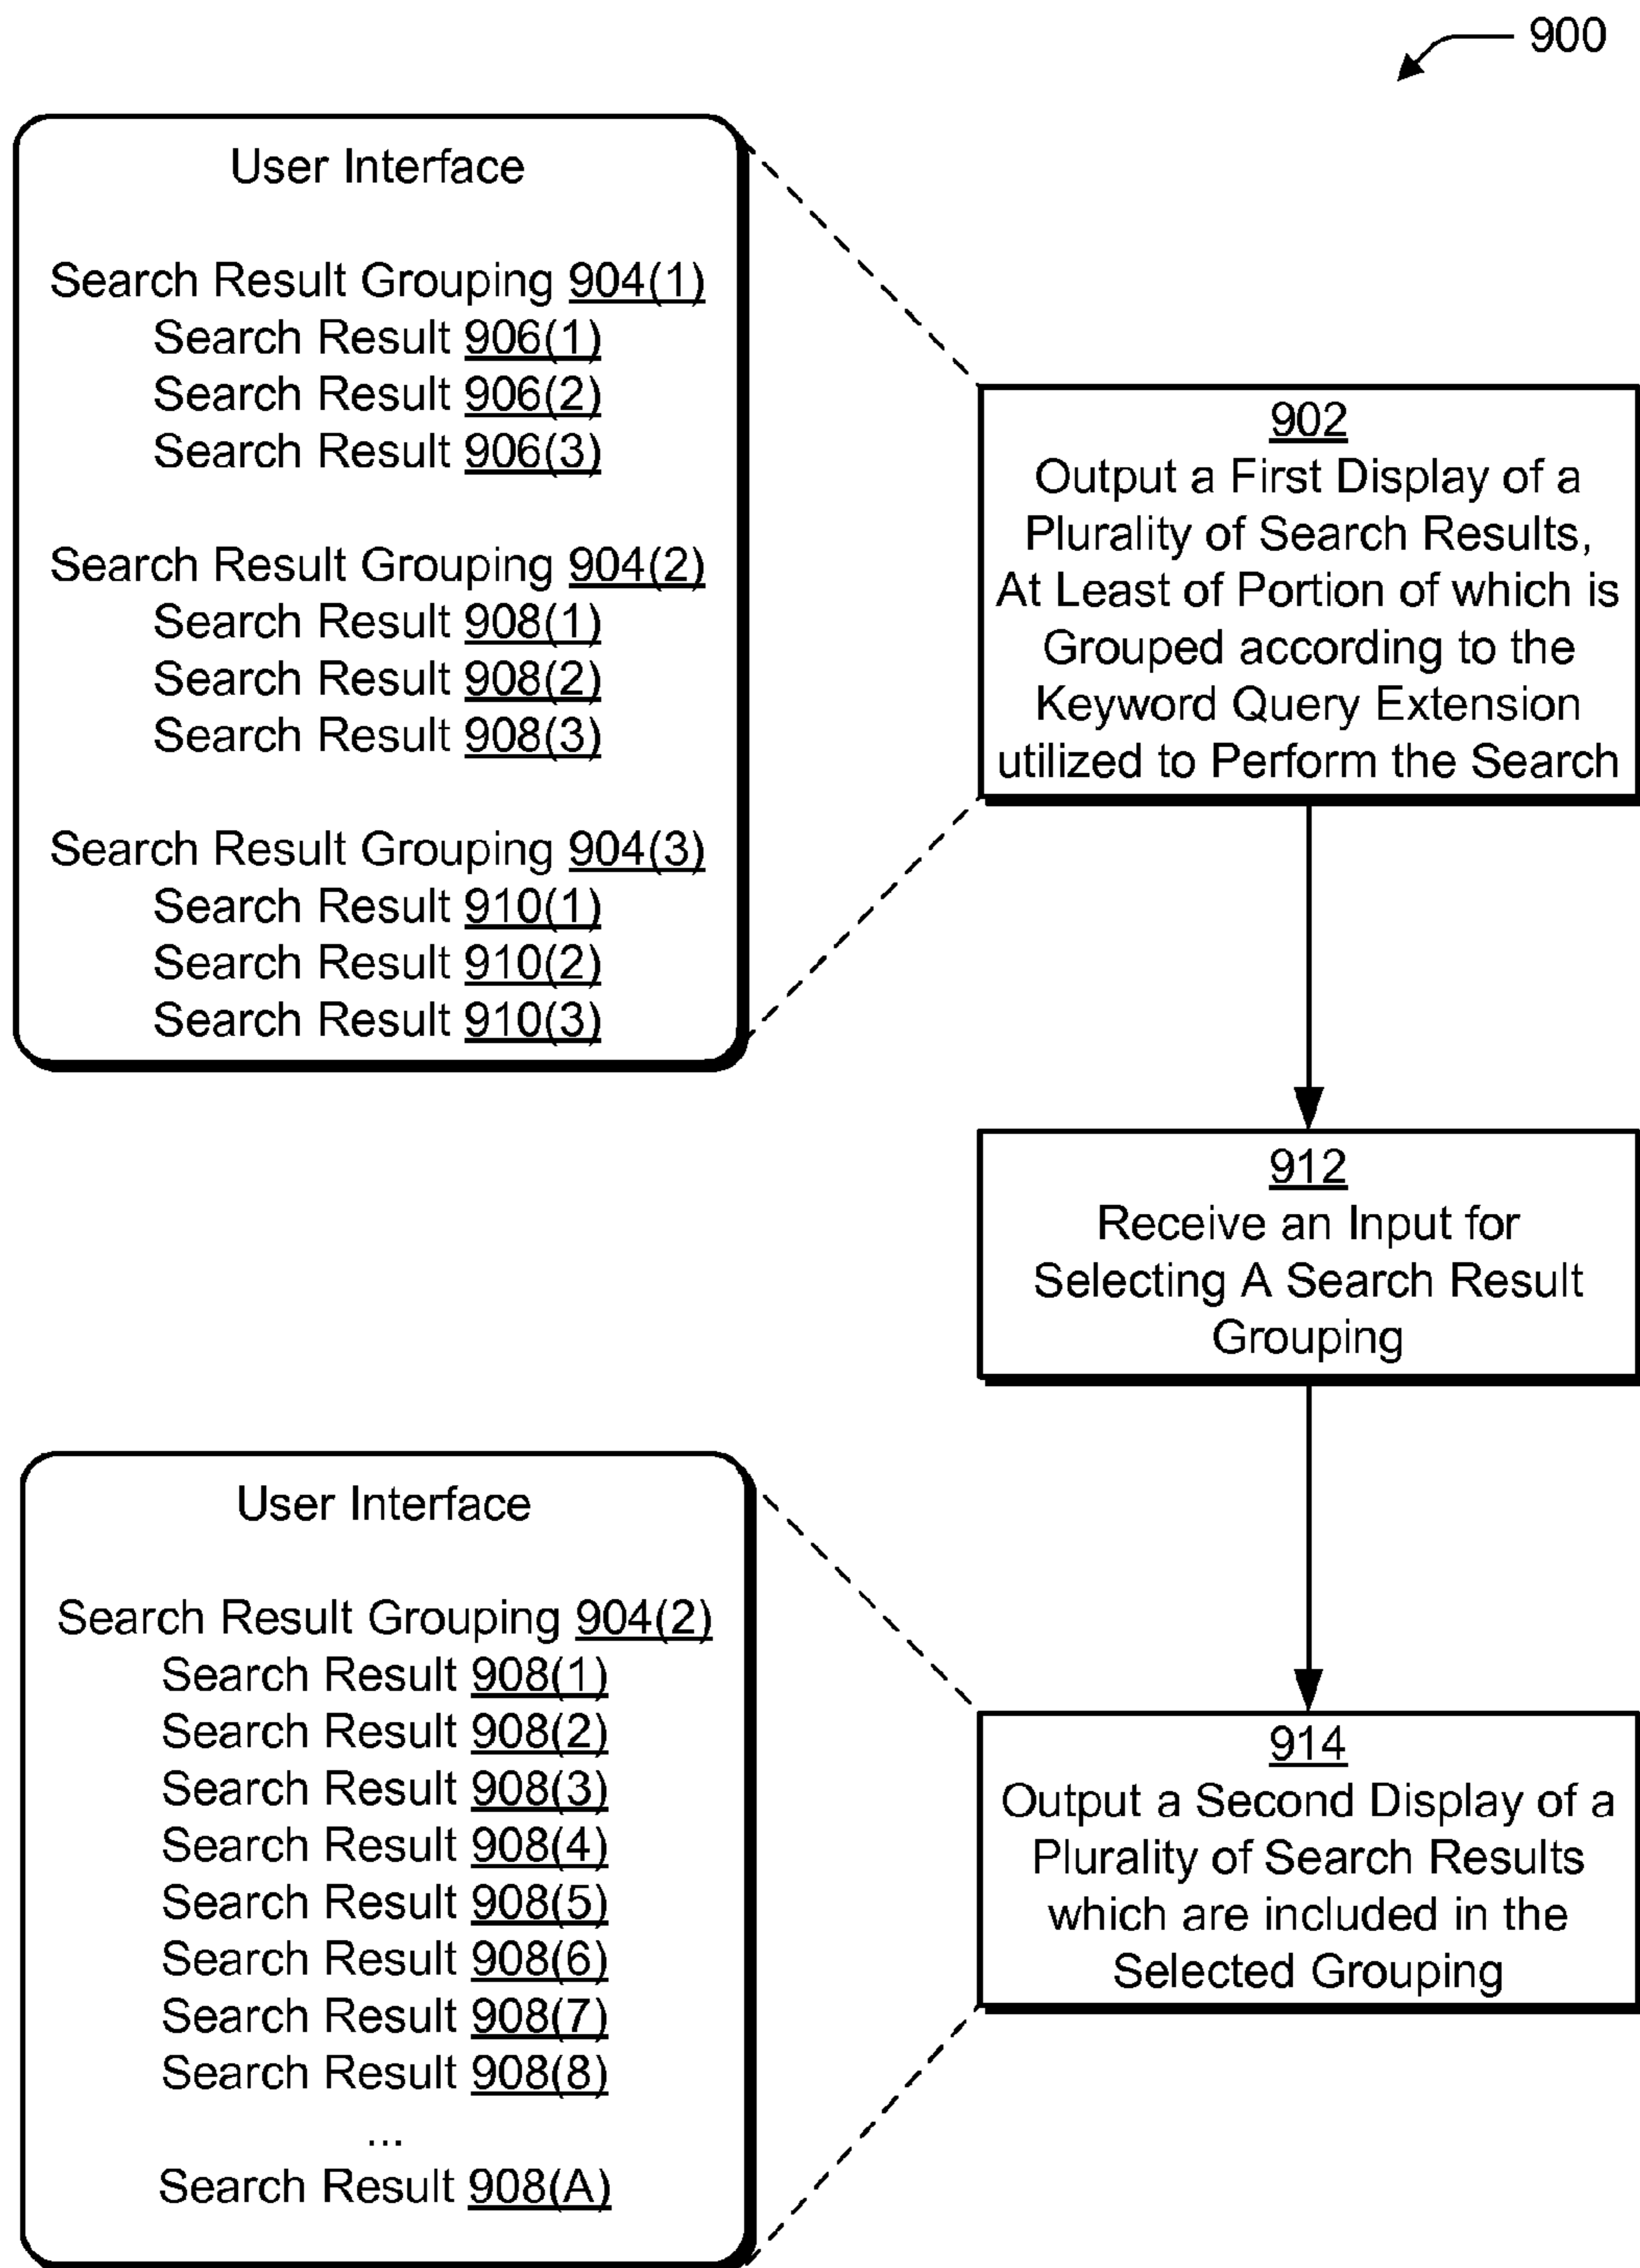 900
User Interface
Search Result Grouping 904(1)
Search Result 906(1)
Search Result 906(2)
Search Result 906(3)
Search Result Grouping 904(2)
Search Result 908(1)
Search Result 908(2)
Search Result 908(3)
Search Result Grouping 904(3)
Search Result 910(1)
Search Result 910(2)
Search Result 910(3)
902
Output a First Display of a
Plurality of Search Results,
At Least of Portion of which is
Grouped according to the
Keyword Query Extension
utilized to Perform the Search
912
Receive an Input for
Selecting A Search Result
Grouping
User Interface
Search Result Grouping 904(2)
Search Result 908(1)
Search Result 908(2)
Search Result 908(3)
Search Result 908(4)
Search Result 908(5)
Search Result 908(6)
Search Result 908(7)
Search Result 908(8)
...
Search Result 908(A)
914
Output a Second Display of a
Plurality of Search Results
which are included in the
Selected Grouping